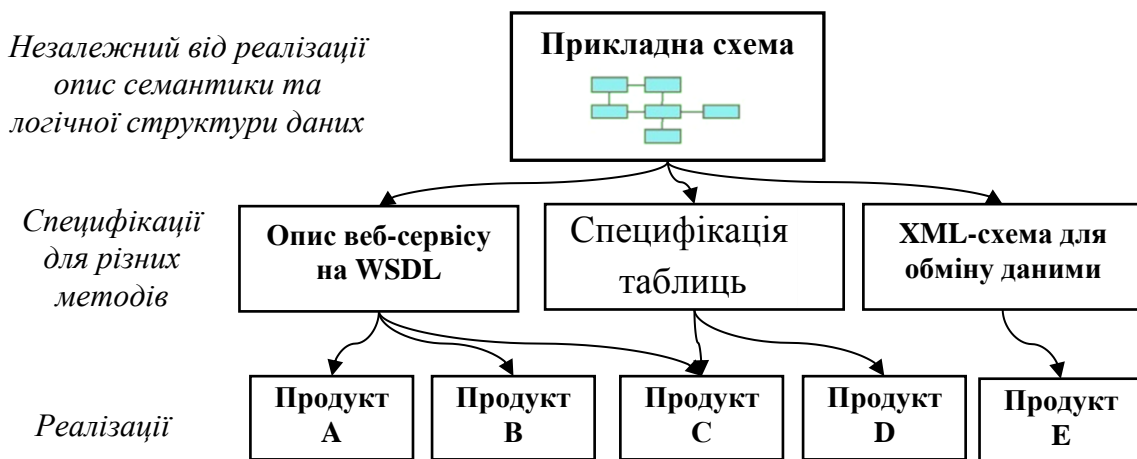 Незалежний від реалізації
опис семантики та
логічної структури даних
Прикладна схема
Специфікації
для різних
методів
Опис веб-сервісу
на WSDL
Специфікація
таблиць
XML-схема для
обміну даними
Реалізації
Продукт
A
Продукт
B
Продукт
C
Продукт
D
Продукт
E